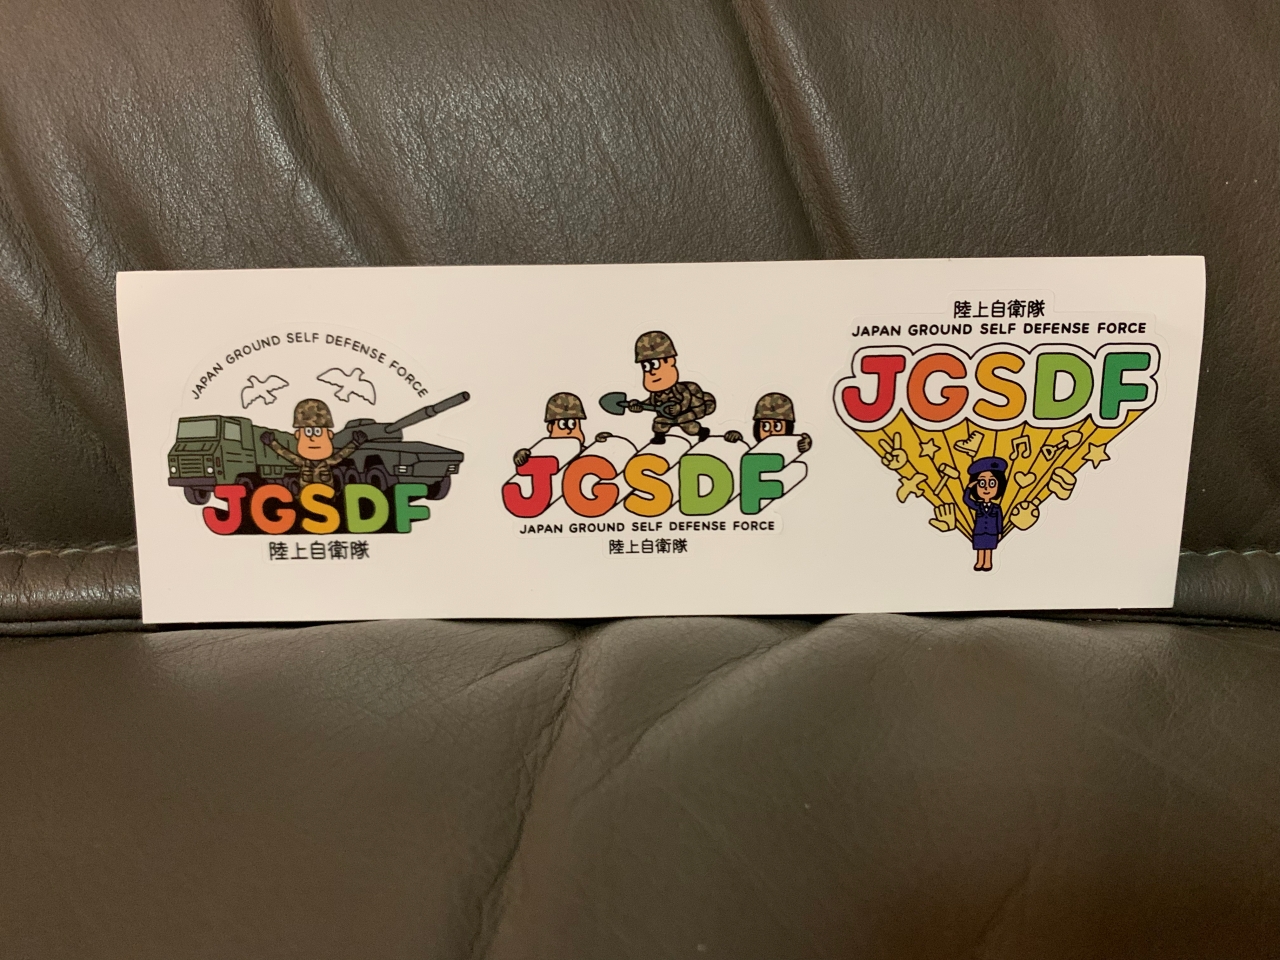 JAPAN GROUND SELF DEFENSE FORCE
JGSDF
陸上自衛隊
JGSDF
JAPAN GROUND SELF DEFENSE FORCE
陸上自衛隊
陸上自衛隊
JAPAN GROUND SELF DEFENSE FORCE
JGSDF